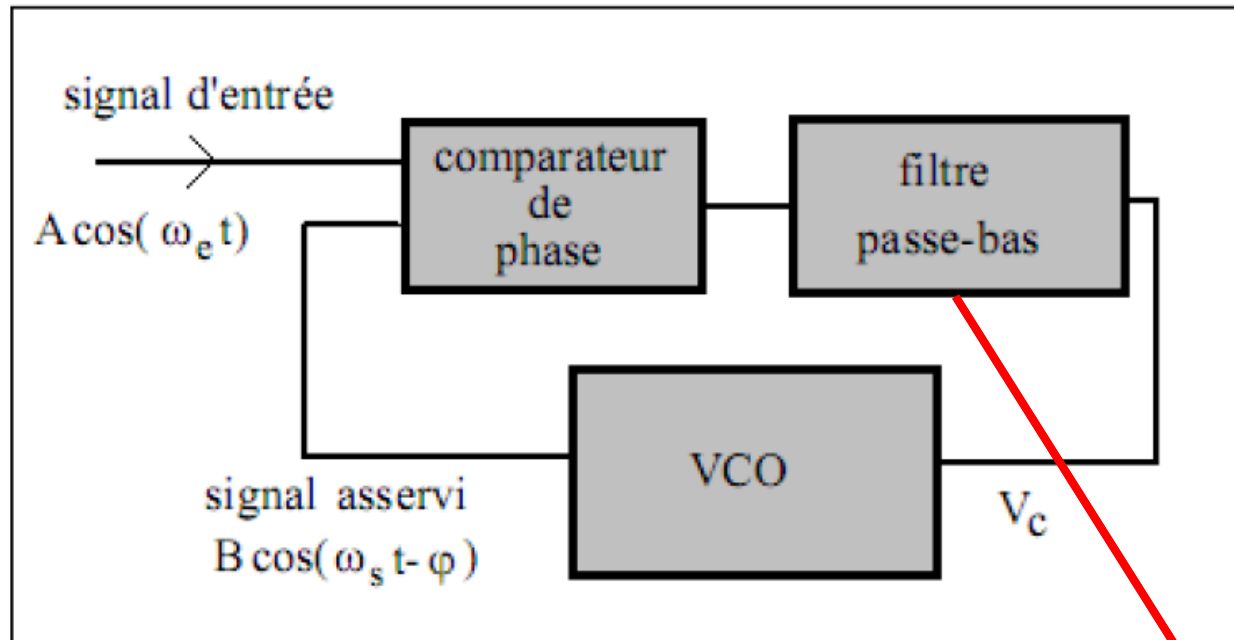 signal d'entrée
A cos( ωe t)
comparateur
de
phase
filtre
passe-bas
VCO
Vc
signal asservi
B cos(ωs t- φ)